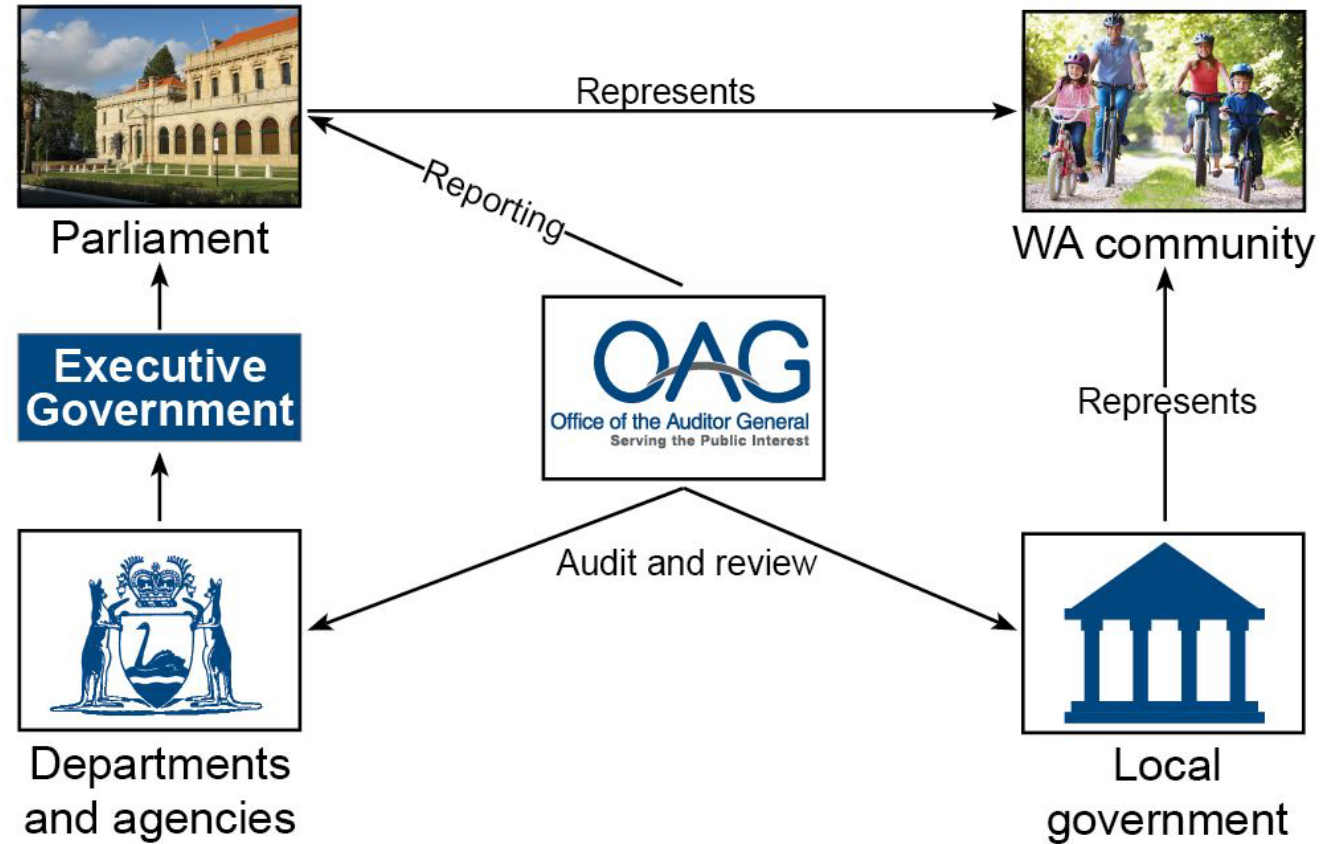 Represents
Reporting
Parliament
WA community
Executive
Government
OAG
Office of the Auditor General
Serving the Public Interest
Represents
Audit and review
Departments
and agencies
Local
government